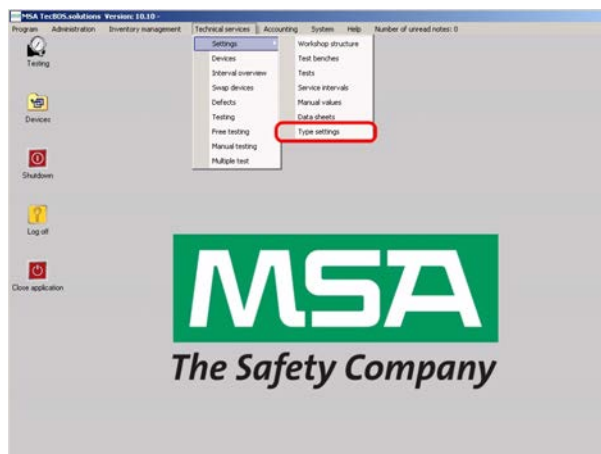 MSA TecBOS.solutions Version: 10.10 -
Program Administration Inventory management Technical services Accounting System Help Number of unread notes: 0
Testing
Devices
Shutdown
Log off
Close application
Settings
Devices
Interval overview
Swap devices
Defects
Testing
Free testing
Manual testing
Multiple test
Workshop structure
Test benches
Tests
Service intervals
Manual values
Data sheets
Type settings
MSA
The Safety Company